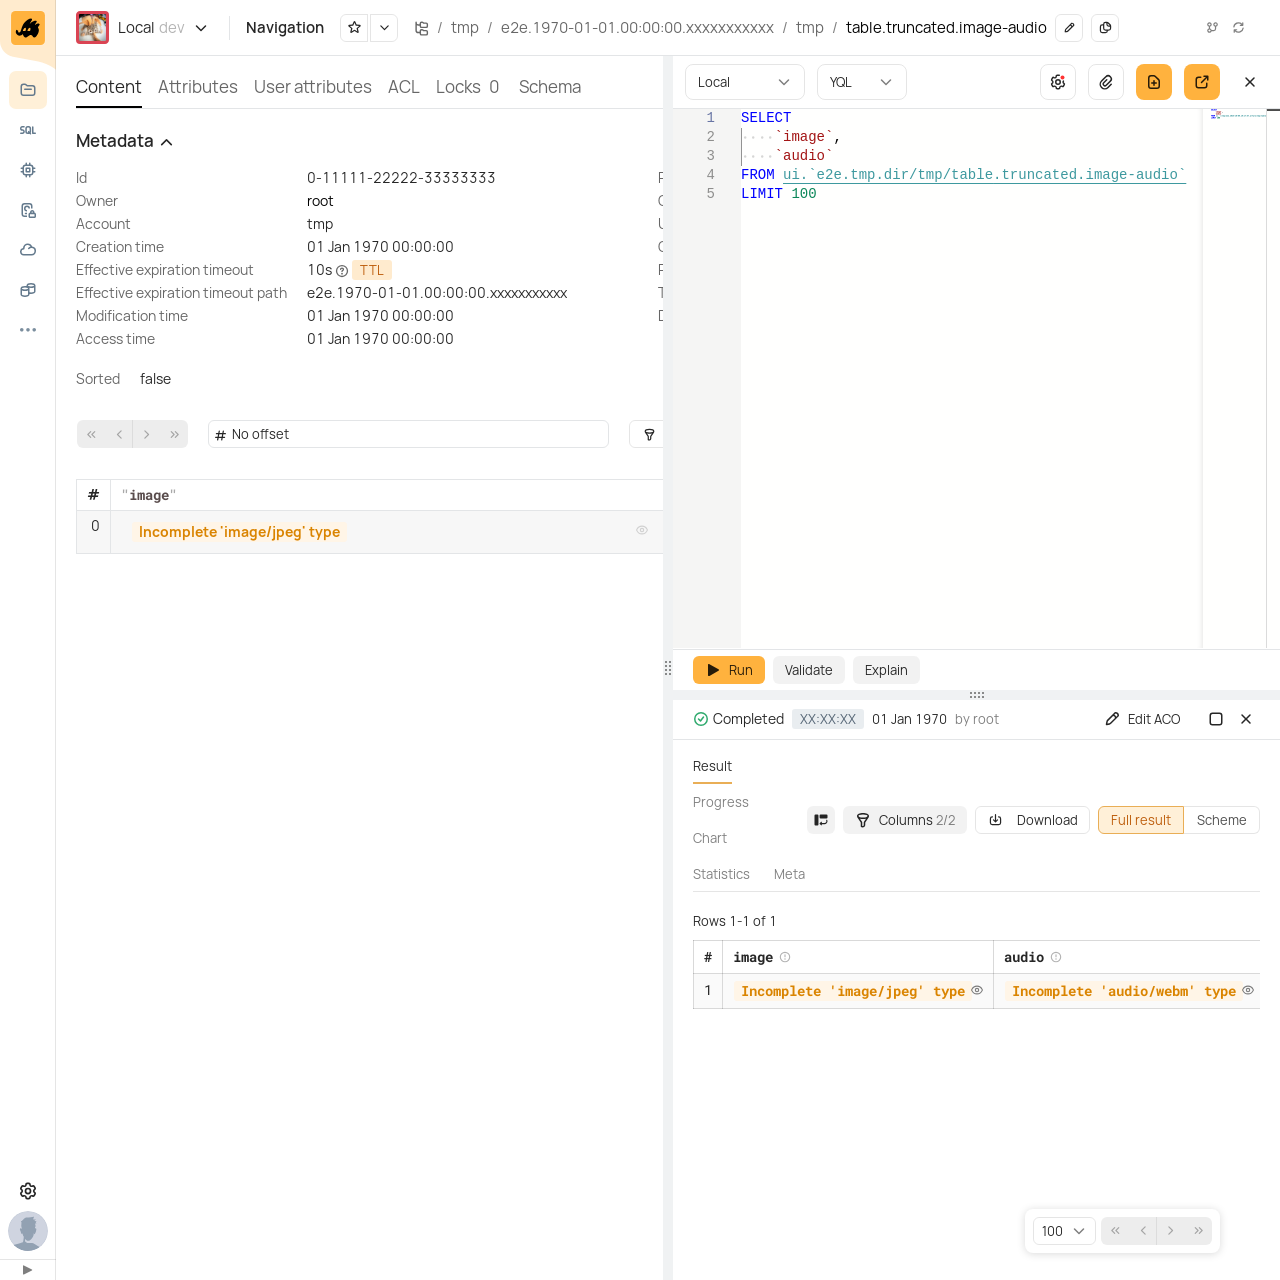 Local dev
Navigation
/ tmp / e2e.1970-01-01.00:00:00.xxxxxxxxxxx / tmp / table.truncated.image-audio
SQL
Content Attributes User attributes ACL Locks 0 Schema
Metadata
Id 0-11111-22222-33333333
Owner root
Account tmp
Creation time 01 Jan 1970 00:00:00
Effective expiration timeout 10s TTL
Effective expiration timeout path e2e.1970-01-01.00:00:00.xxxxxxxxxxx
Modification time 01 Jan 1970 00:00:00
Access time 01 Jan 1970 00:00:00
Sorted false
# No offset
# "image"
0 Incomplete 'image/jpeg' type
Local YQL
1 SELECT
2 ····`image`,
3 ····`audio`
4 FROM ui.`e2e.tmp.dir/tmp/table.truncated.image-audio`
5 LIMIT 100
Run Validate Explain
Completed XX:XX:XX 01 Jan 1970 by root Edit ACO
Result
Progress
Chart
Statistics Meta
Columns 2/2 Download Full result Scheme
Rows 1-1 of 1
# image audio
1 Incomplete 'image/jpeg' type Incomplete 'audio/webm' type
100